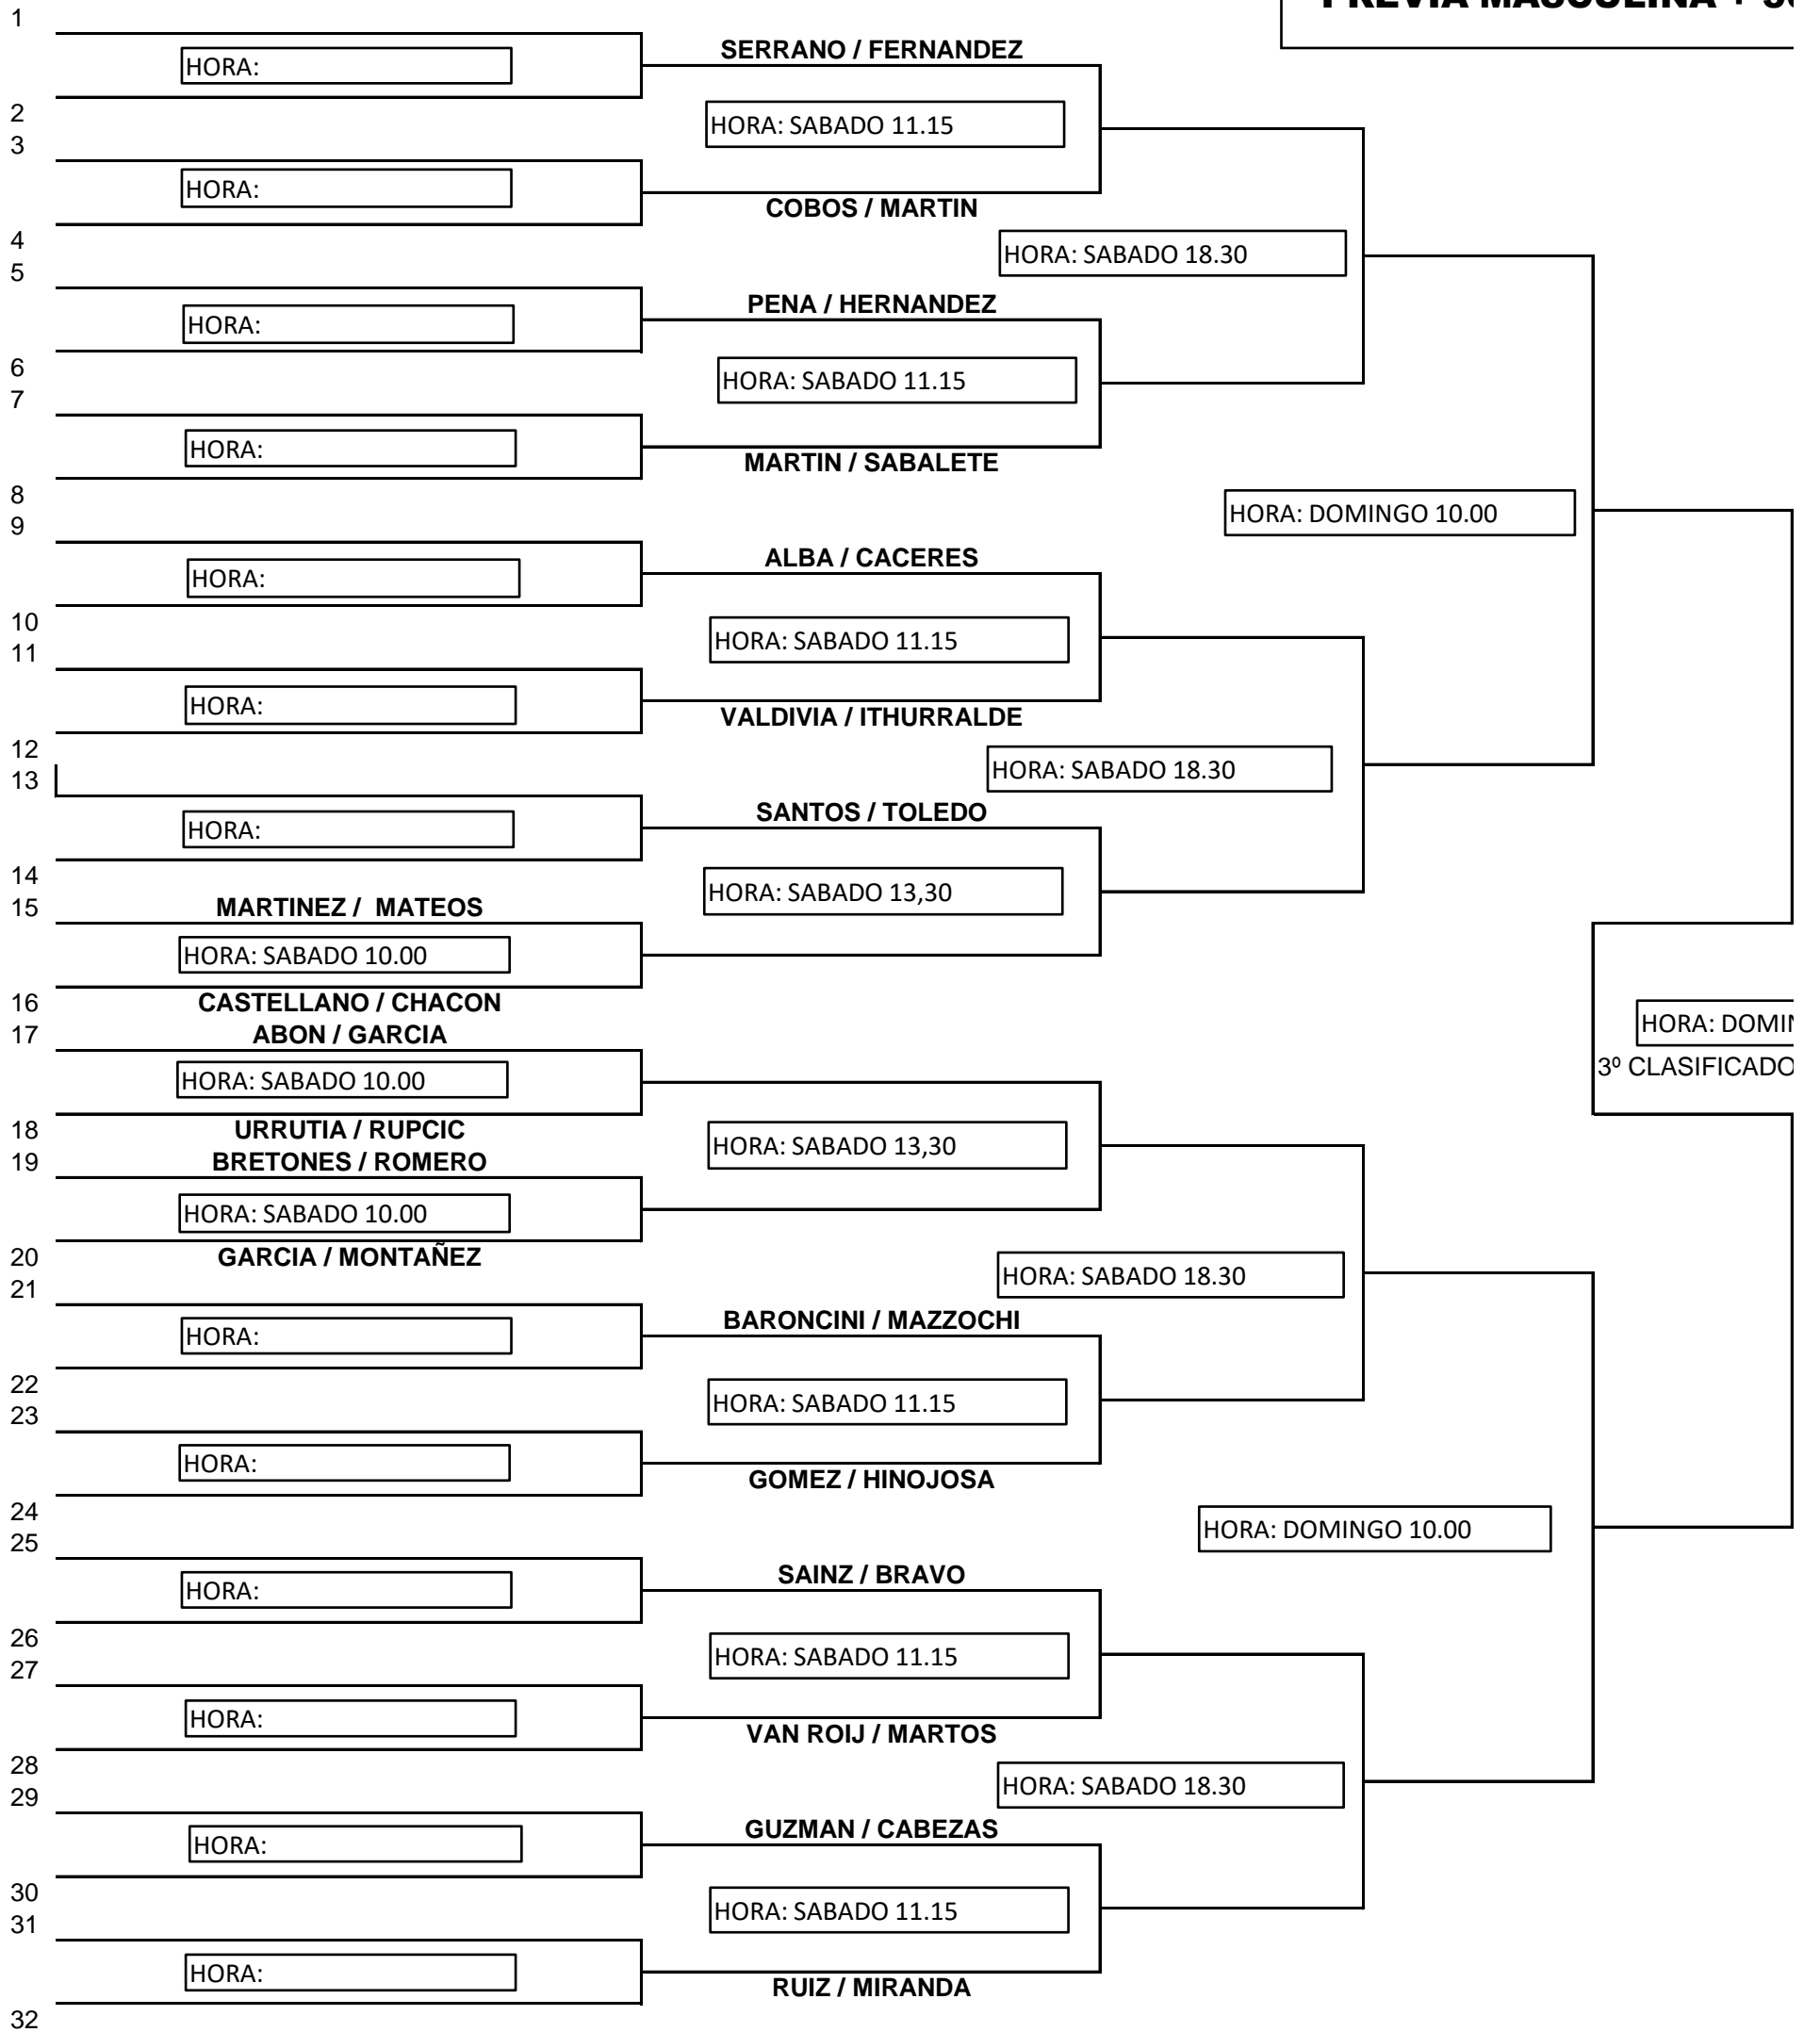 PREVIA MASCULINA +
1
SERRANO / FERNANDEZ
HORA:
2
HORA: SABADO 11.15
3
HORA:
COBOS / MARTIN
4
HORA: SABADO 18.30
5
PENA / HERNANDEZ
HORA:
6
HORA: SABADO 11.15
7
HORA:
MARTIN / SABALETE
8
HORA: DOMINGO 10.00
9
ALBA / CACERES
HORA:
10
HORA: SABADO 11.15
11
HORA:
VALDIVIA / ITHURRALDE
12
HORA: SABADO 18.30
13
SANTOS / TOLEDO
HORA:
14
HORA: SABADO 13,30
15 MARTINEZ / MATEOS
HORA: SABADO 10.00
16 CASTELLANO / CHACON
17 ABON / GARCIA
HORA: DOMIN
3º CLASIFICADO
HORA: SABADO 10.00
18 URRUTIA / RUPCIC
HORA: SABADO 13,30
19 BRETONES / ROMERO
HORA: SABADO 10.00
20 GARCIA / MONTAÑEZ
HORA: SABADO 18.30
21
BARONCINI / MAZZOCHI
HORA:
22
HORA: SABADO 11.15
23
HORA:
GOMEZ / HINOJOSA
24
HORA: DOMINGO 10.00
25
SAINZ / BRAVO
HORA:
26
HORA: SABADO 11.15
27
HORA:
VAN ROIJ / MARTOS
28
HORA: SABADO 18.30
29
GUZMAN / CABEZAS
HORA:
30
HORA: SABADO 11.15
31
HORA:
RUIZ / MIRANDA
32